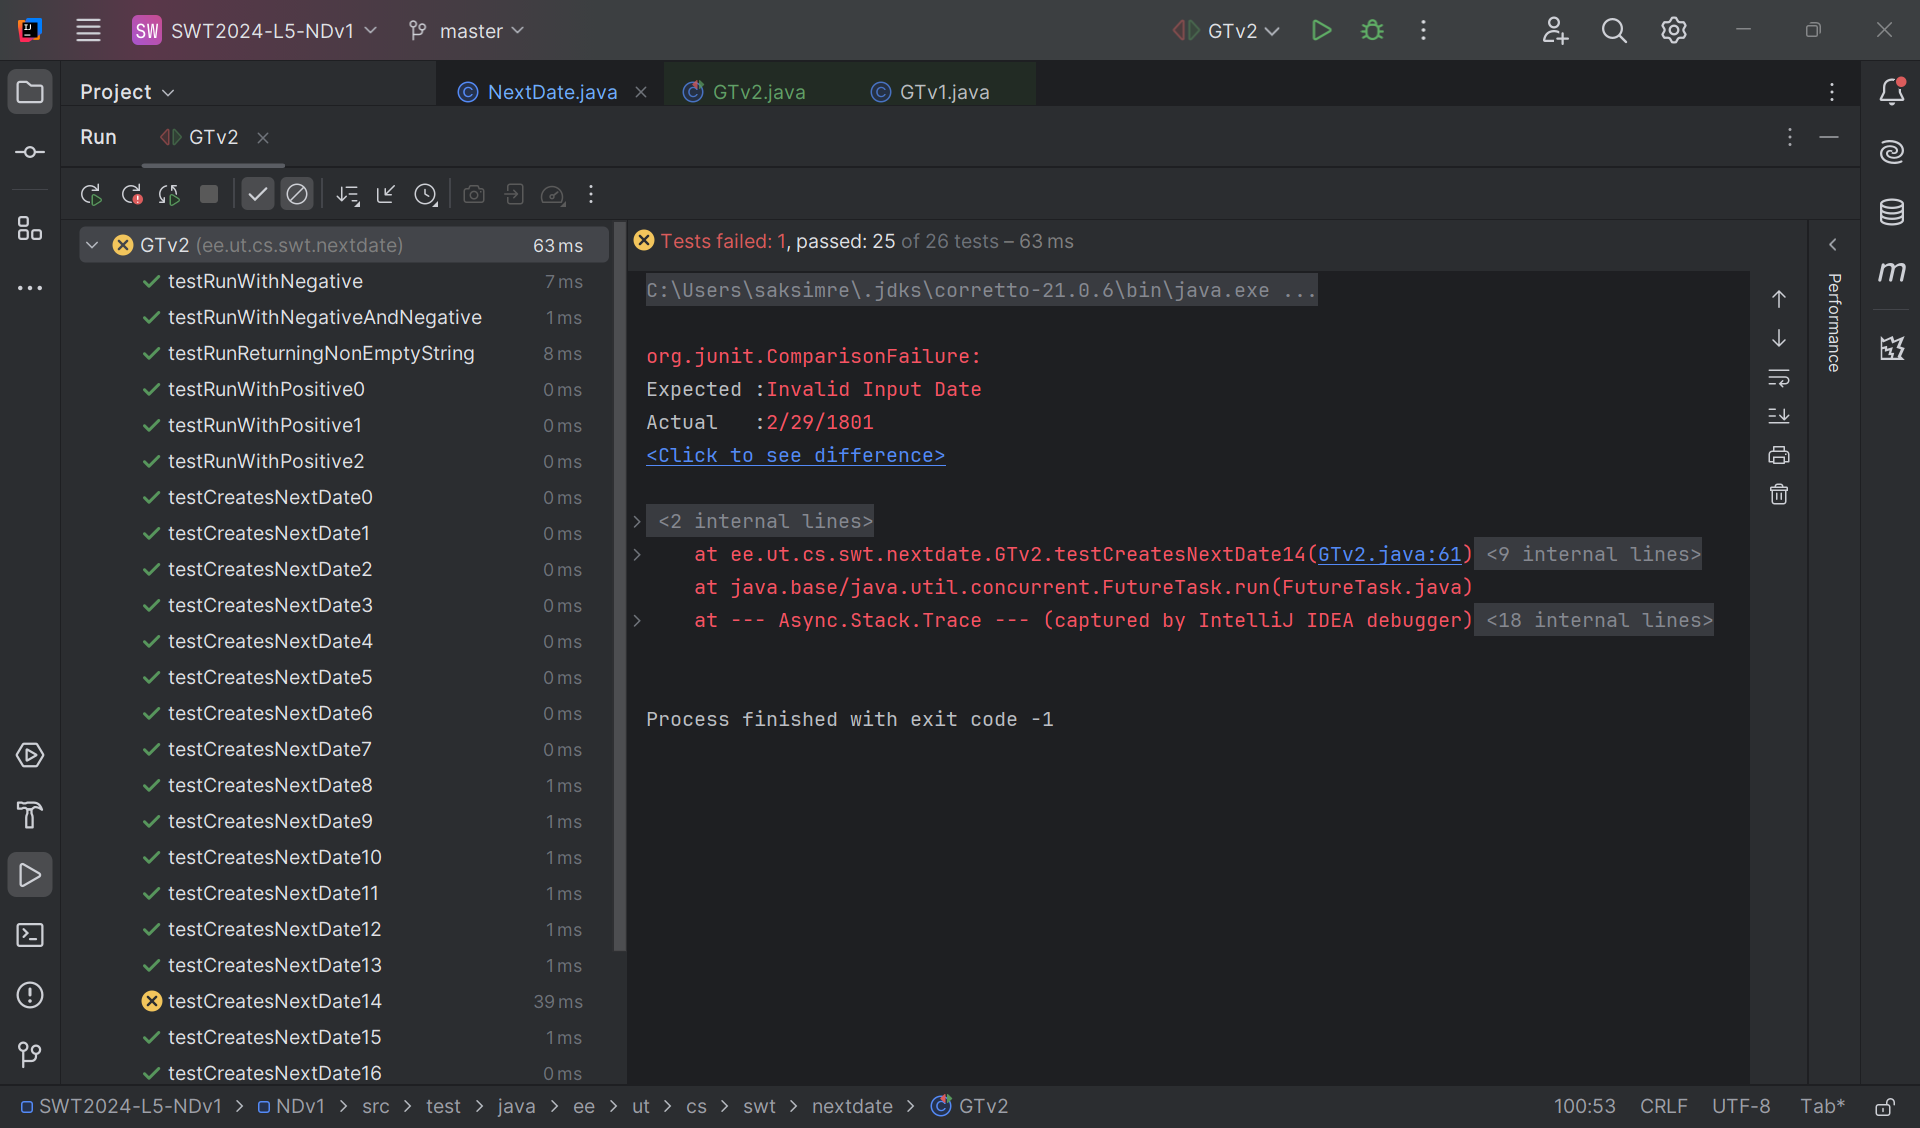 SW SWT2024-L5-NDv1 master GTv2
Project NextDate.java GTv2.java GTv1.java
Run GTv2
GTv2 (ee.ut.cs.swt.nextdate) 63 ms
testRunWithNegative 7 ms
testRunWithNegativeAndNegative 1 ms
testRunReturningNonEmptyString 8 ms
testRunWithPositive0 0 ms
testRunWithPositive1 0 ms
testRunWithPositive2 0 ms
testCreatesNextDate0 0 ms
testCreatesNextDate1 0 ms
testCreatesNextDate2 0 ms
testCreatesNextDate3 0 ms
testCreatesNextDate4 0 ms
testCreatesNextDate5 0 ms
testCreatesNextDate6 0 ms
testCreatesNextDate7 0 ms
testCreatesNextDate8 1 ms
testCreatesNextDate9 1 ms
testCreatesNextDate10 1 ms
testCreatesNextDate11 1 ms
testCreatesNextDate12 1 ms
testCreatesNextDate13 1 ms
testCreatesNextDate14 39 ms
testCreatesNextDate15 1 ms
testCreatesNextDate16 0 ms
Tests failed: 1, passed: 25 of 26 tests – 63 ms
C:\Users\saksimre\.jdks\corretto-21.0.6\bin\java.exe ...
org.junit.ComparisonFailure:
Expected :Invalid Input Date
Actual   :2/29/1801
<Click to see difference>
<2 internal lines>
at ee.ut.cs.swt.nextdate.GTv2.testCreatesNextDate14(GTv2.java:61) <9 internal lines>
at java.base/java.util.concurrent.FutureTask.run(FutureTask.java)
at --- Async.Stack.Trace --- (captured by IntelliJ IDEA debugger) <18 internal lines>
Process finished with exit code -1
Performance
m
SWT2024-L5-NDv1 > NDv1 > src > test > java > ee > ut > cs > swt > nextdate > GTv2 100:53 CRLF UTF-8 Tab*